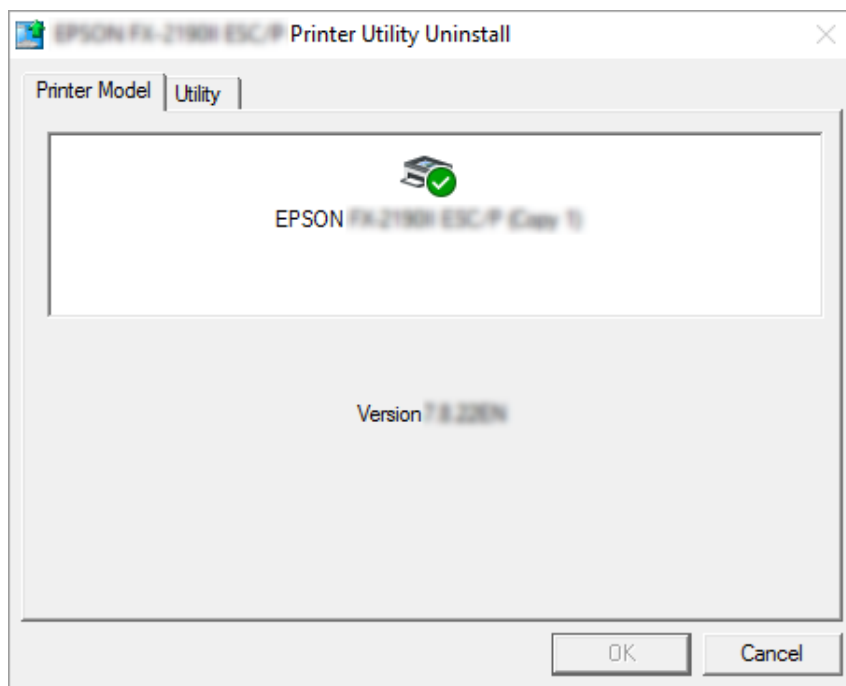 Printer Utility Uninstall
Printer Model
Utility
EPSON
Version
OK
Cancel